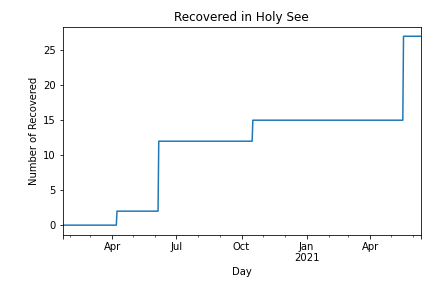 Recovered in Holy See
Number of Recovered
25
20
15
10
5
0
Apr
Jul
Oct
Jan
2021
Apr
Day